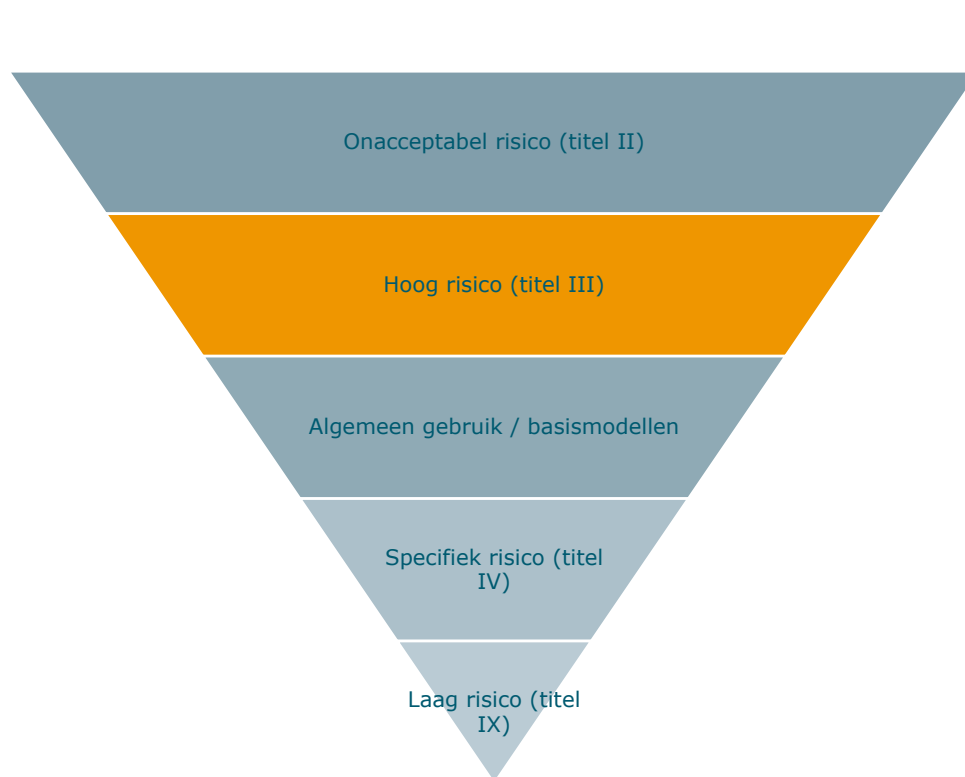 Onacceptabel risico (titel II)
Hoog risico (titel III)
Algemeen gebruik / basismodellen
Specifiek risico (titel
IV)
Laag risico (titel
IX)